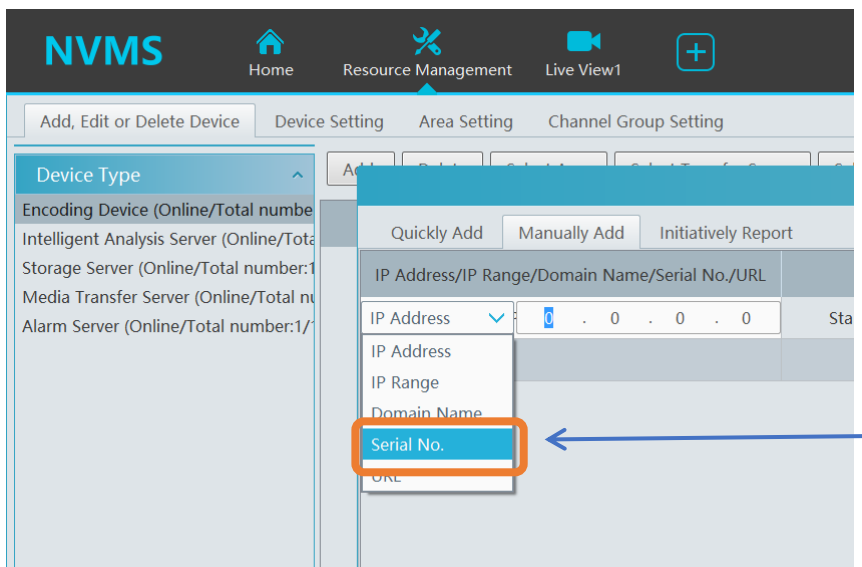 NVMS
Home
Resource Management
Live View1
Add, Edit or Delete Device
Device Setting
Area Setting
Channel Group Setting
Device Type
Encoding Device (Online/Total numbe
Intelligent Analysis Server (Online/Tota
Storage Server (Online/Total number:1
Media Transfer Server (Online/Total nu
Alarm Server (Online/Total number:1/
Quickly Add
Manually Add
Initiatively Report
IP Address/IP Range/Domain Name/Serial No./URL
IP Address
0 . 0 . 0 . 0
Sta
IP Address
IP Range
Domain Name
Serial No.
URL